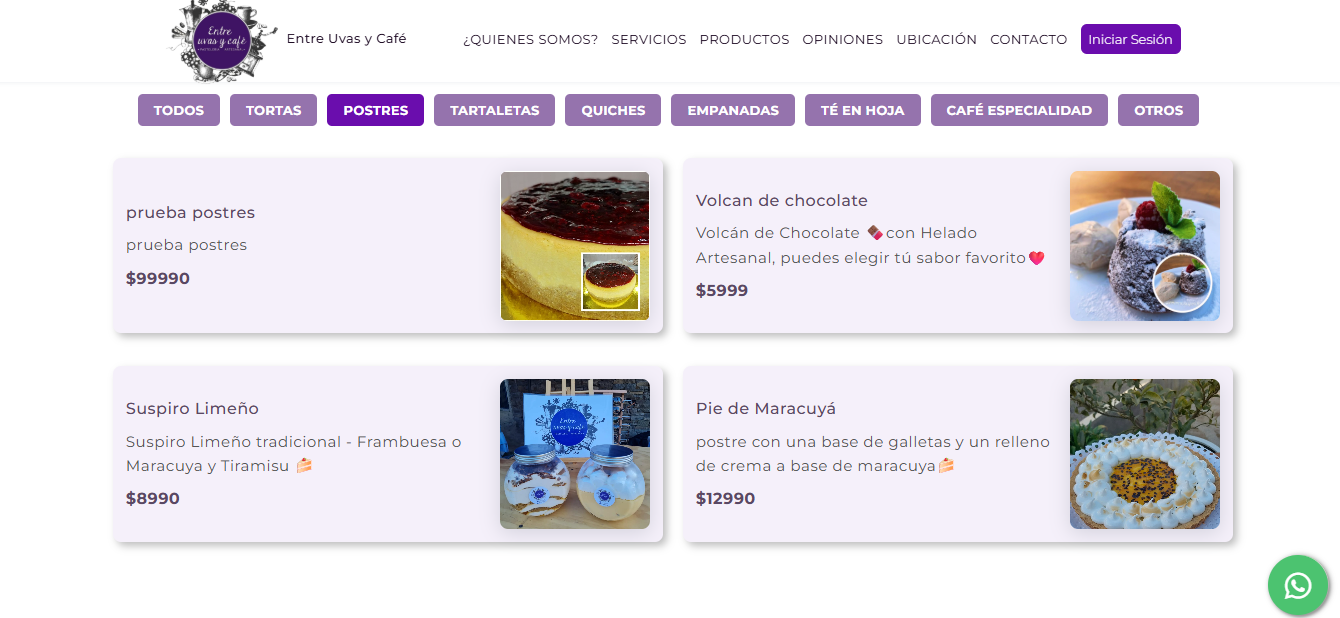 Entre
uvas y café
Entre Uvas y Café
¿QUIENES SOMOS? SERVICIOS PRODUCTOS OPINIONES UBICACIÓN CONTACTO Iniciar Sesión
TODOS TORTAS POSTRES TARTALETAS QUICHES EMPANADAS TÉ EN HOJA CAFÉ ESPECIALIDAD OTROS
prueba postres
prueba postres
$99990
Volcan de chocolate
Volcán de Chocolate 🍫con Helado
Artesanal, puedes elegir tú sabor favorito💗
$5999
Suspiro Limeño
Suspiro Limeño tradicional - Frambuesa o
Maracuya y Tiramisu 🍰
$8990
Entre
uvas y café
Pie de Maracuyá
postre con una base de galletas y un relleno
de crema a base de maracuya🍰
$12990